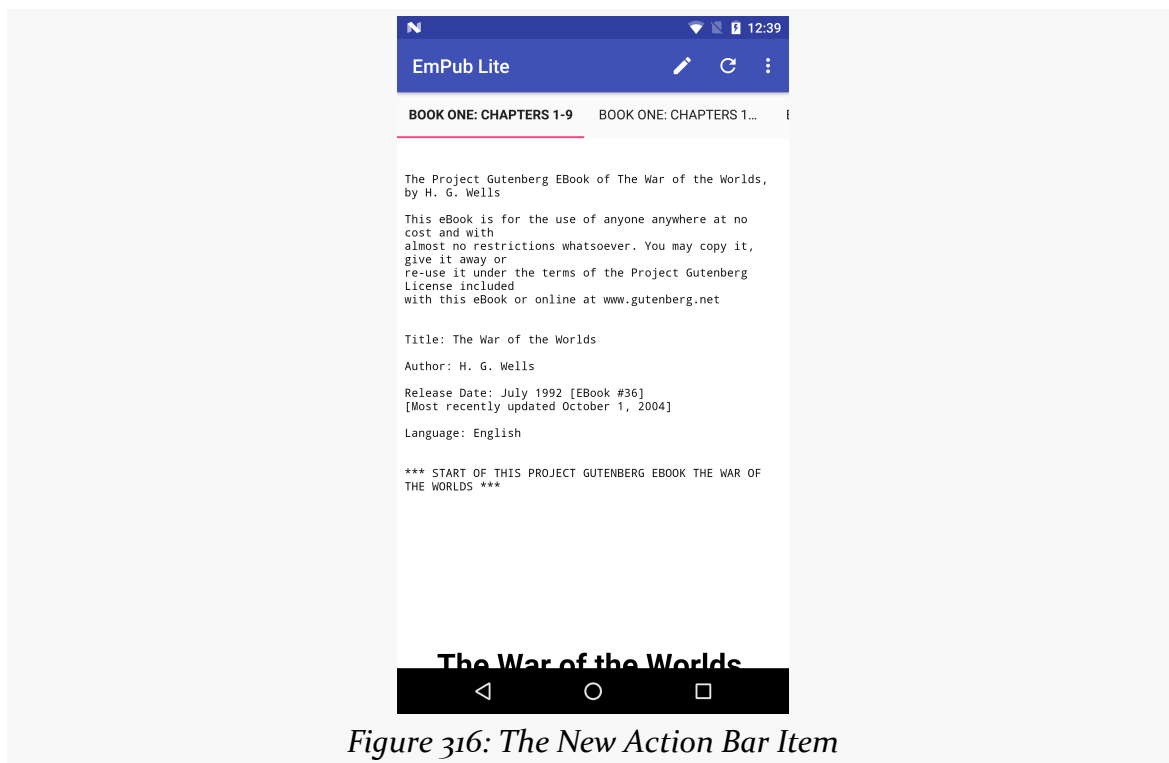 12:39
EmPub Lite
BOOK ONE: CHAPTERS 1-9 BOOK ONE: CHAPTERS 1…
The Project Gutenberg EBook of The War of the Worlds,
by H. G. Wells
This eBook is for the use of anyone anywhere at no
cost and with
almost no restrictions whatsoever. You may copy it,
give it away or
re-use it under the terms of the Project Gutenberg
License included
with this eBook or online at www.gutenberg.net
Title: The War of the Worlds
Author: H. G. Wells
Release Date: July 1992 [EBook #36]
[Most recently updated October 1, 2004]
Language: English
*** START OF THIS PROJECT GUTENBERG EBOOK THE WAR OF
THE WORLDS ***
The War of the Worlds
Figure 316: The New Action Bar Item